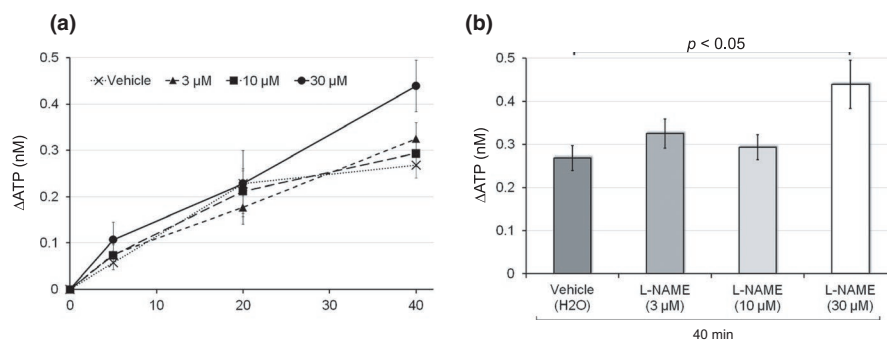 (a)
ΔATP (nM)
0.5
0.4
0.3
0.2
0.1
0
Vehicle 3 µM 10 µM 30 µM
0 10 20 30 40
(b)
ΔATP (nM)
0.5
0.4
0.3
0.2
0.1
0
p < 0.05
Vehicle L-NAME L-NAME L-NAME
(H2O) (3 µM) (10 µM) (30 µM)
40 min